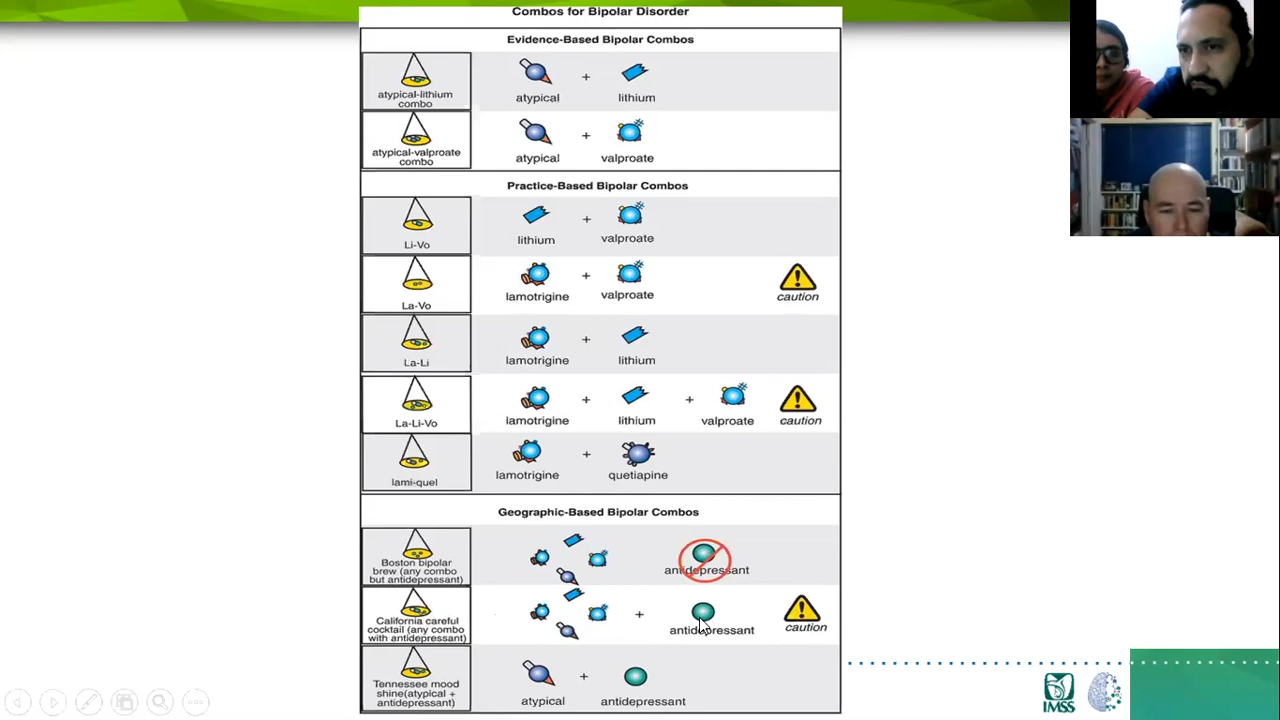 Combos for Bipolar Disorder
Evidence-Based Bipolar Combos
atypical-lithium
combo
atypical + lithium
atypical-valproate
combo
atypical + valproate
Practice-Based Bipolar Combos
Li-Vo
lithium + valproate
La-Vo
lamotrigine + valproate
caution
La-Li
lamotrigine + lithium
La-Li-Vo
lamotrigine + lithium + valproate
caution
lami-quel
lamotrigine + quetiapine
Geographic-Based Bipolar Combos
Boston bipolar
brew (any combo
but antidepressant)
antidepressant
California careful
cocktail (any combo
with antidepressant)
+ antidepressant
caution
Tennessee mood
shine(atypical +
antidepressant)
atypical + antidepressant
IMSS